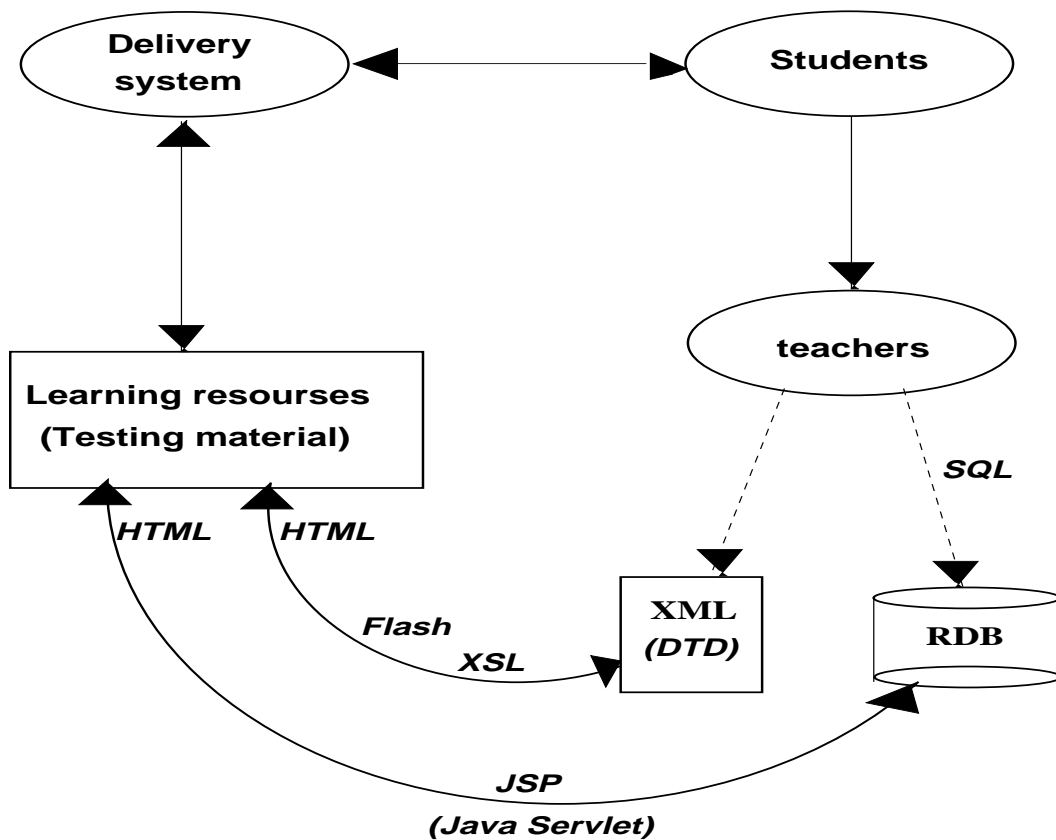 Delivery
system
Students
teachers
Learning resourses
(Testing material)
SQL
HTML
HTML
XML
(DTD)
RDB
Flash
XSL
JSP
(Java Servlet)